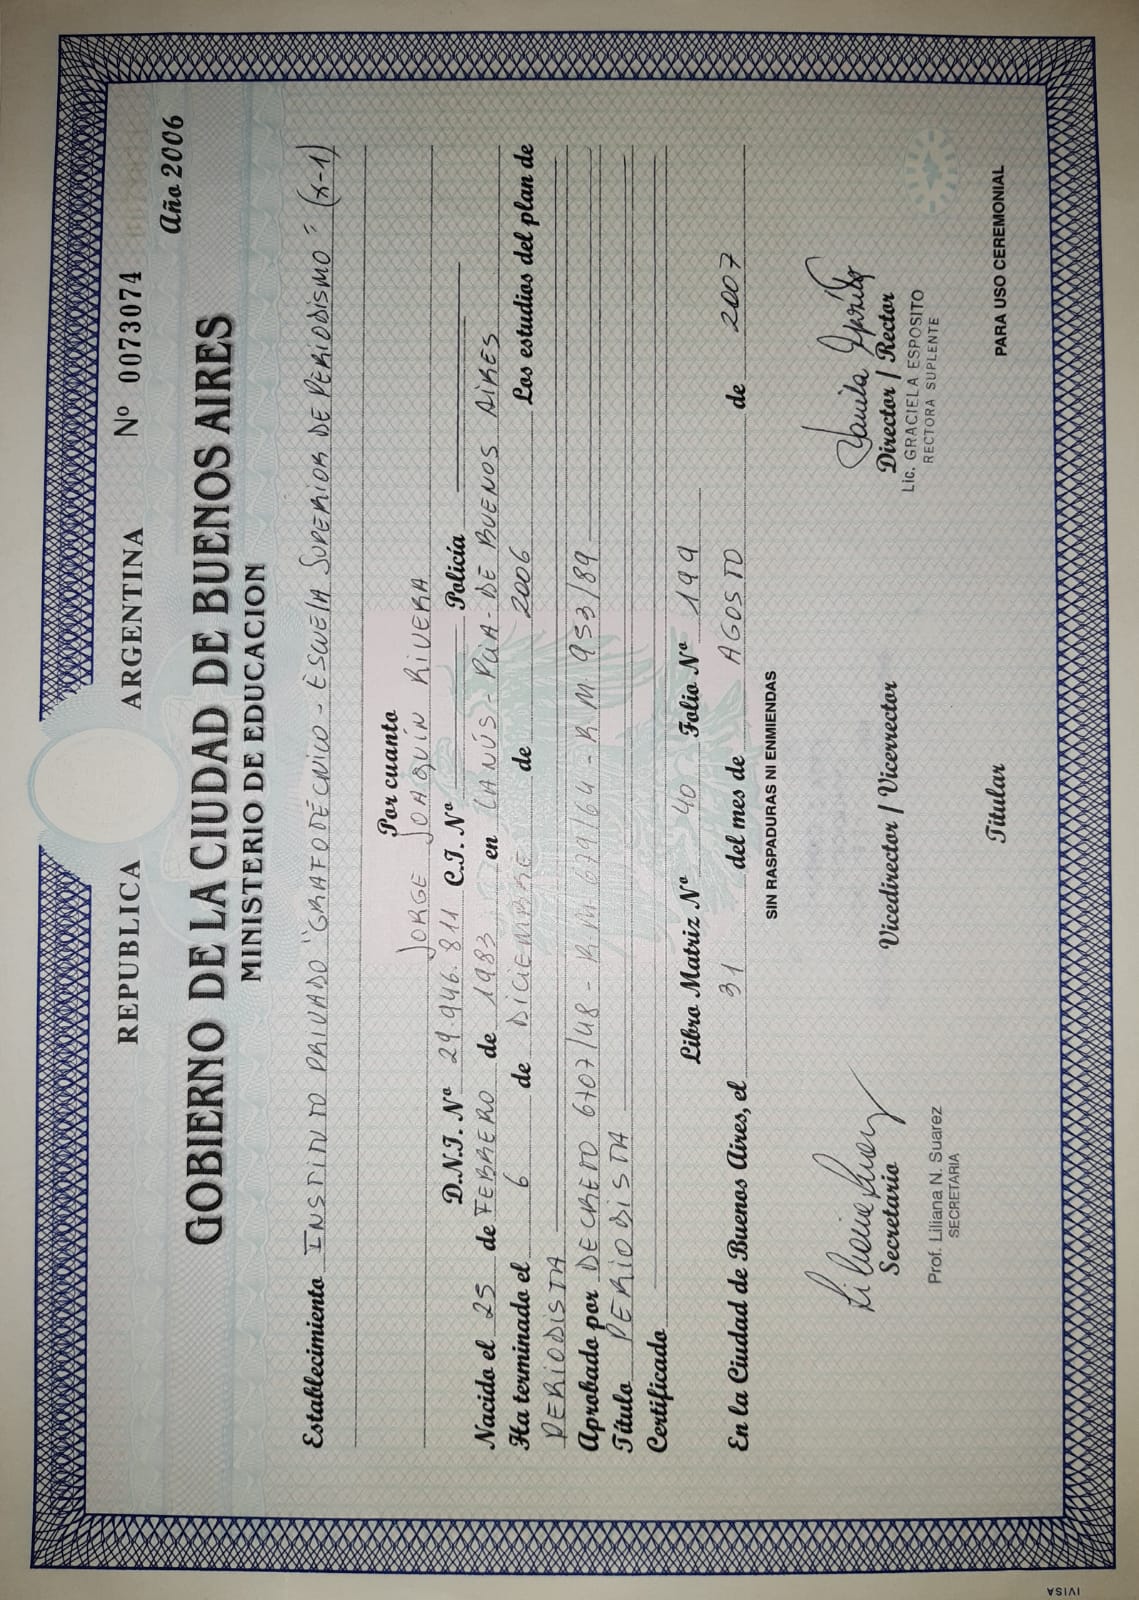 REPUBLICA ARGENTINA Nº 0073074
Año 2006
GOBIERNO DE LA CIUDAD DE BUENOS AIRES
MINISTERIO DE EDUCACION
Establecimiento INSTITUTO PRIVADO "GRAFOTÉCNICO - ESCUELA SUPERIOR DE PERIODISMO" (X-1)
Por cuanto
JORGE JOAQUÍN RIVERA
D.N.I. Nº 29.946.811 C.I. Nº Policía
Nacido el 25 de FEBRERO de 1983 en LANÚS - PCIA - DE BUENOS AIRES
Ha terminado el 6 de DICIEMBRE de 2006 Los estudios del plan de
PERIODISTA
Aprobado por DECRETO 6707/48 - R.M. 679/64 - R.M. 953/89
Título PERIODISTA
Certificado
Libro Matriz Nº 40 Folio Nº 199
En la Ciudad de Buenos Aires, el 31 del mes de AGOSTO de 2007
SIN RASPADURAS NI ENMIENDAS
Secretario Vicedirector / Vicerrector Director / Rector
Prof. Liliana N. Suarez
SECRETARIA
Lic. GRACIELA ESPOSITO
RECTORA SUPLENTE
Titular
PARA USO CEREMONIAL
IVISA